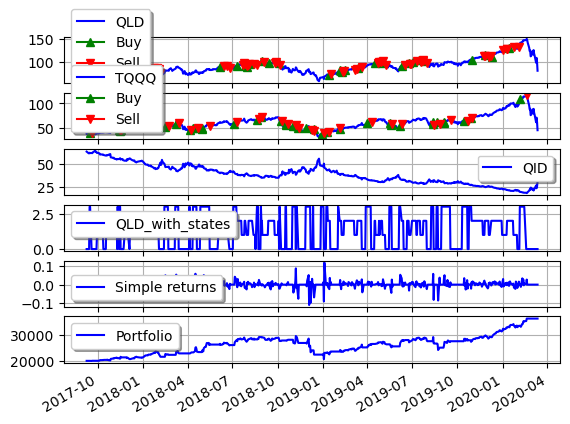 QLD
Buy
Sell
150
100
TQQQ
Buy
Sell
100
50
QID
50
25
QLD_with_states
2.5
0.0
Simple returns
0.1
0.0
−0.1
Portfolio
30000
20000
2017-10
2018-01
2018-04
2018-07
2018-10
2019-01
2019-04
2019-07
2019-10
2020-01
2020-04